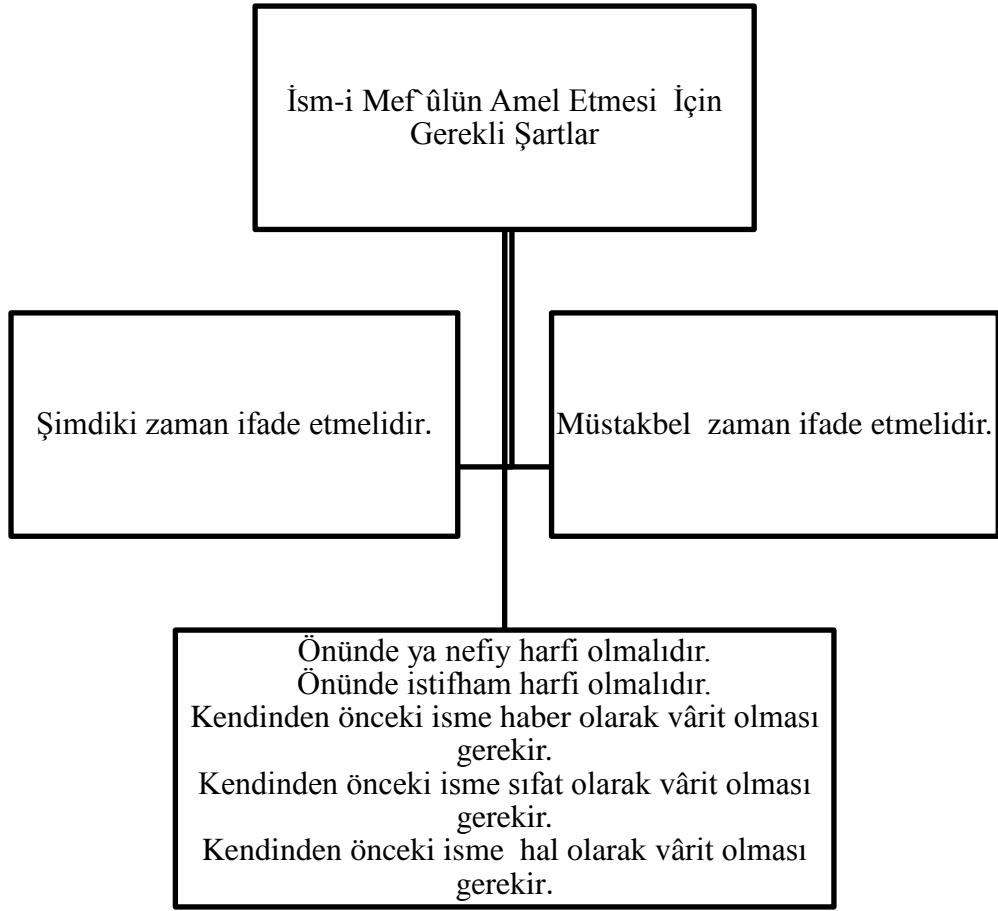 İsm-i Mef`ûlün Amel Etmesi  İçin
Gerekli Şartlar
Şimdiki zaman ifade etmelidir.
Müstakbel  zaman ifade etmelidir.
Önünde ya nefiy harfi olmalıdır.
Önünde istifham harfi olmalıdır.
Kendinden önceki isme haber olarak vârit olması
gerekir.
Kendinden önceki isme sıfat olarak vârit olması
gerekir.
Kendinden önceki isme  hal olarak vârit olması
gerekir.